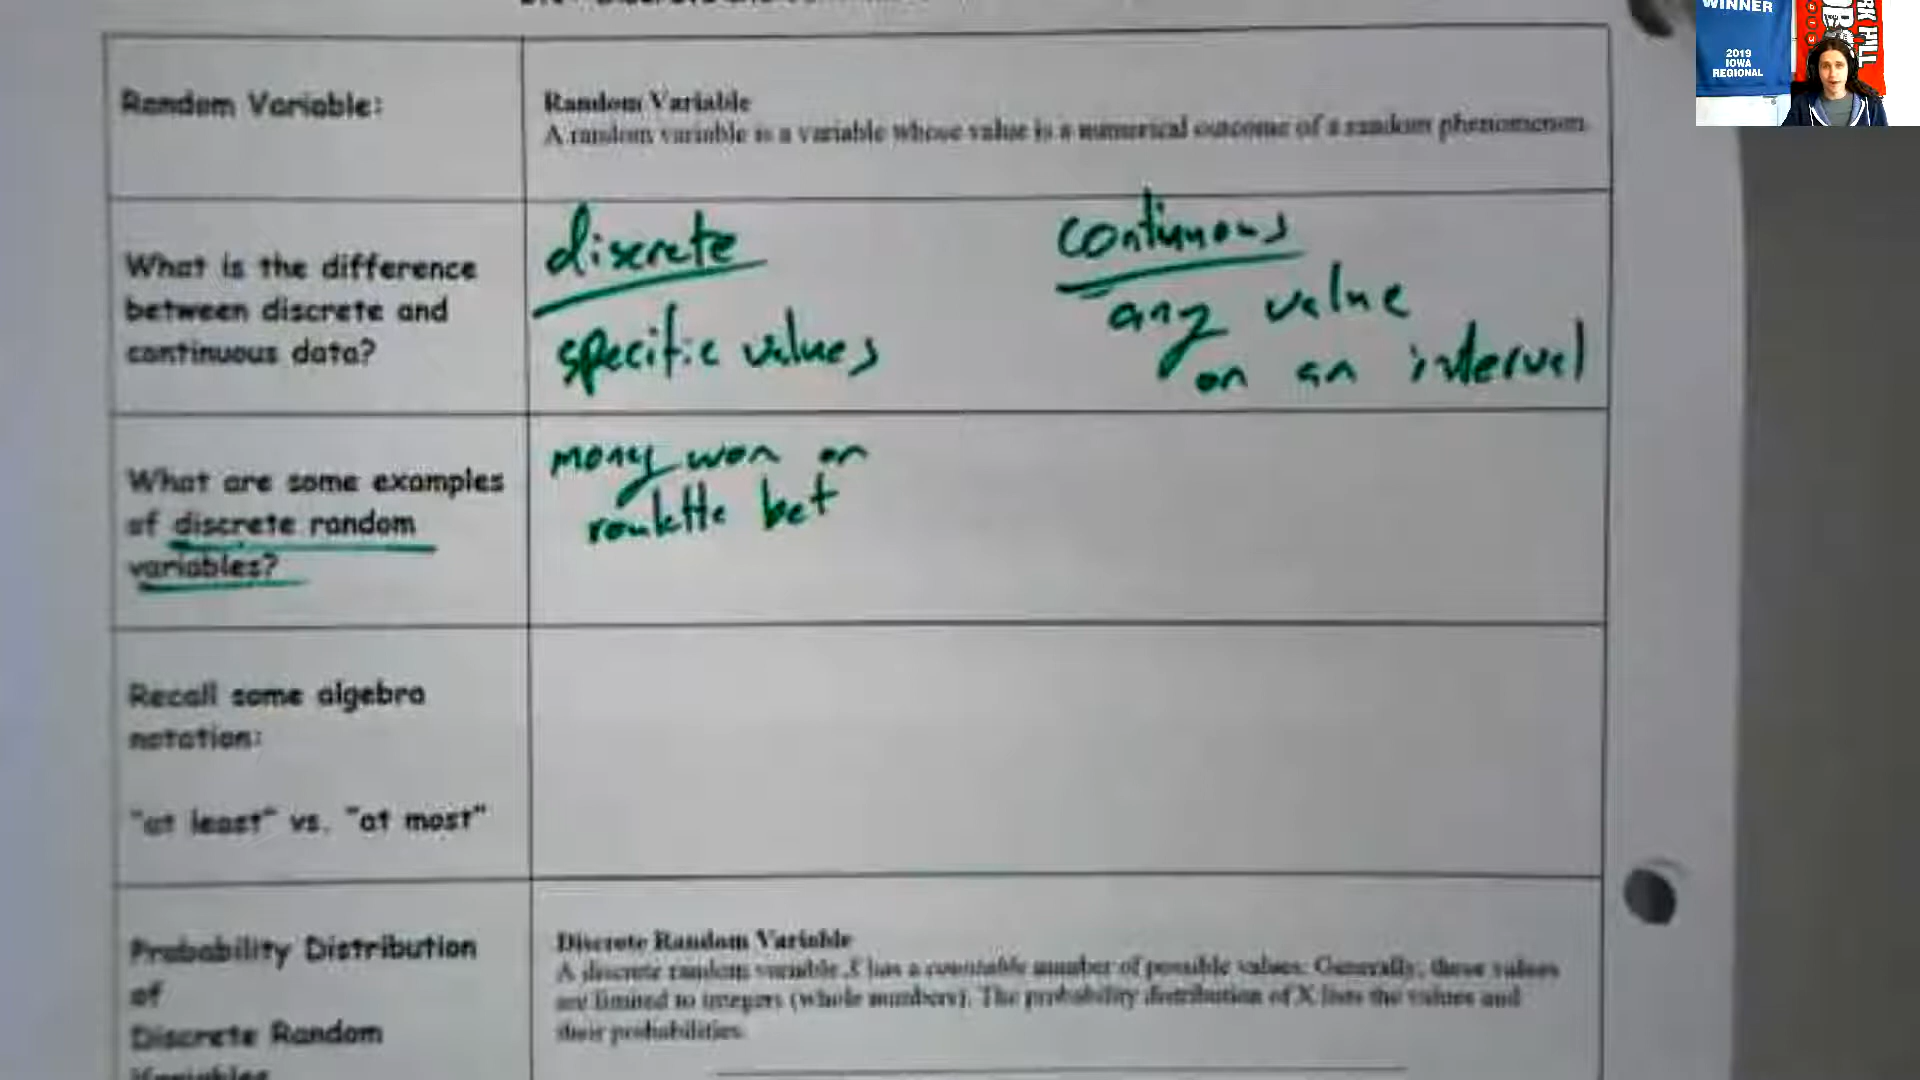 Random Variable:
Random Variable
A random variable is a variable whose value is a numerical outcome of a random phenomenon.
What is the difference
between discrete and
continuous data?
discrete
specific values
continuous
any value
on an interval
What are some examples
of discrete random
variables?
money won on
roulette bet
Recall some algebra
notation:
"at least" vs. "at most"
Probability Distribution
of
Discrete Random
Variables
Discrete Random Variable
A discrete random variable X has a countable number of possible values. Generally, these values
are limited to integers (whole numbers). The probability distribution of X lists the values and
their probabilities.
WINNER
2019
IOWA
REGIONAL